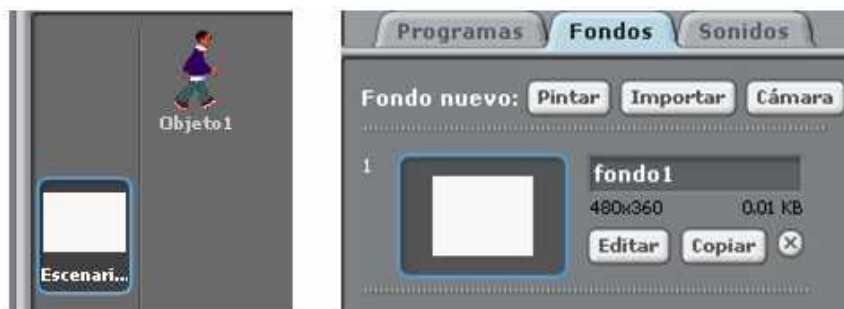 Objeto1
Escenari...
Programas Fondos Sonidos
Fondo nuevo: Pintar Importar Cámara
1
fondo1
480x360 0.01 KB
Editar Copiar